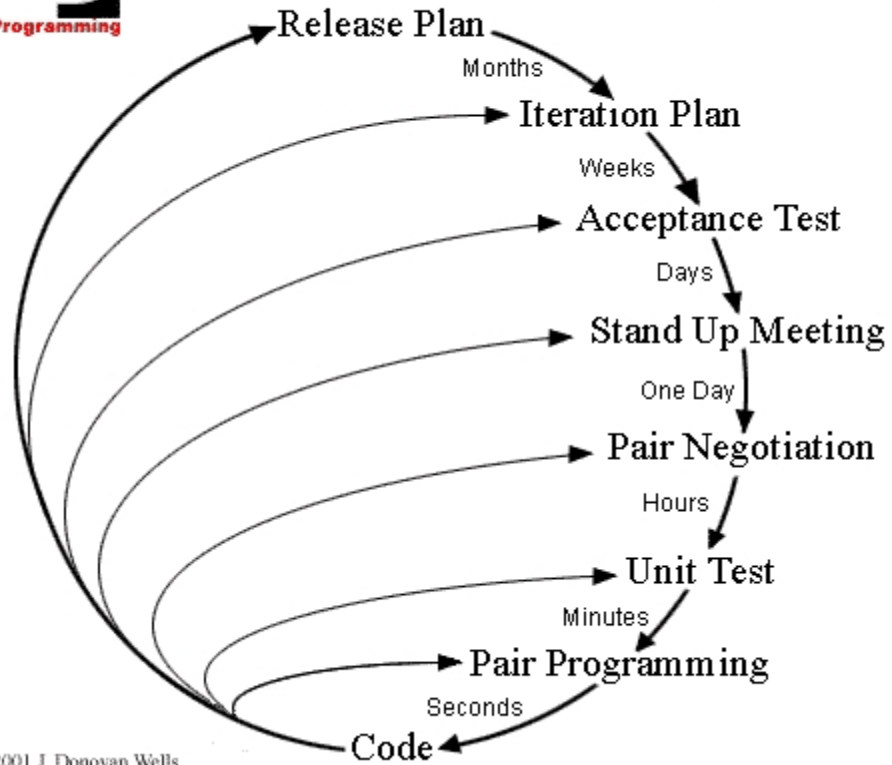 Programming
Release Plan
Months
Iteration Plan
Weeks
Acceptance Test
Days
Stand Up Meeting
One Day
Pair Negotiation
Hours
Unit Test
Minutes
Pair Programming
Seconds
Code
2001 J. Donovan Wells